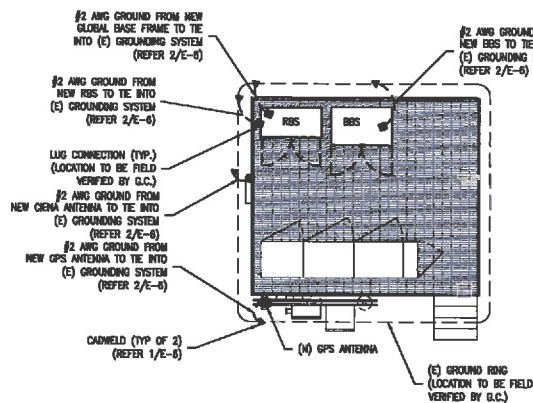 #2 AWG GROUND FROM NEW
GLOBAL BASE FRAME TO TIE
INTO (E) GROUNDING SYSTEM
(REFER 2/E-6)
#2 AWG GROUND
NEW BBS TO TIE
(E) GROUNDING
(REFER 2/E-6)
#2 AWG GROUND FROM
NEW RBS TO TIE INTO
(E) GROUNDING SYSTEM
(REFER 2/E-6)
RBS
BBS
LUG CONNECTION (TYP.)
(LOCATION TO BE FIELD
VERIFIED BY G.C.)
#2 AWG GROUND FROM
NEW CIENA ANTENNA TO TIE INTO
(E) GROUNDING SYSTEM
(REFER 2/E-6)
#2 AWG GROUND FROM
NEW GPS ANTENNA TO TIE INTO
(E) GROUNDING SYSTEM
(REFER 2/E-6)
CADWELD (TYP OF 2)
(REFER 1/E-6)
(N) GPS ANTENNA
(E) GROUND RING
(LOCATION TO BE FIELD
VERIFIED BY G.C.)